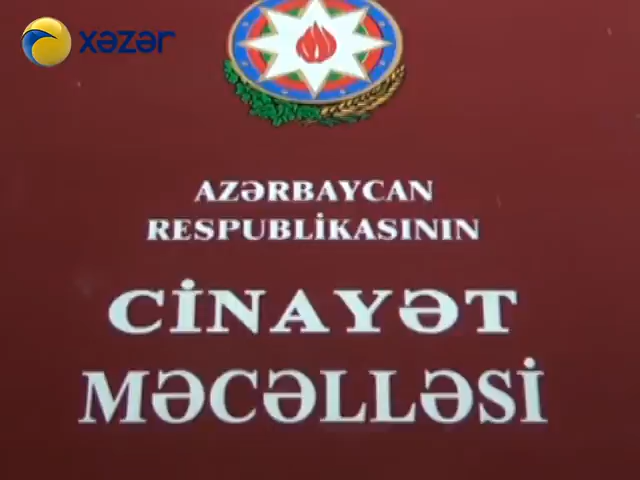 xəzər
AZƏRBAYCAN
RESPUBLİKASININ
CİNAYƏT
MƏCƏLLƏSİ